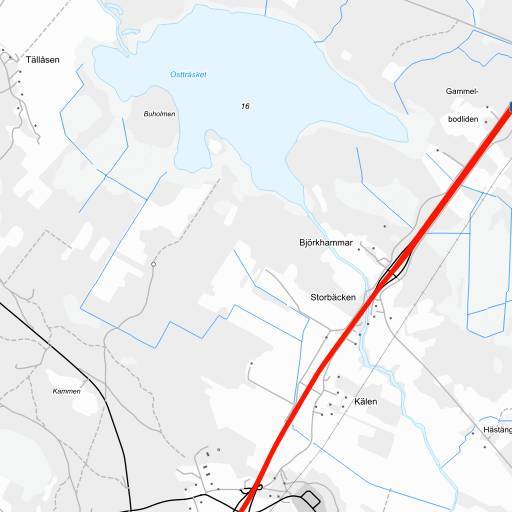 Tällåsen
Östträsket
Gammel-
16
Buholmen
bodliden
Björkhammar
Storbäcken
Kammen
Kälen
Hästäng